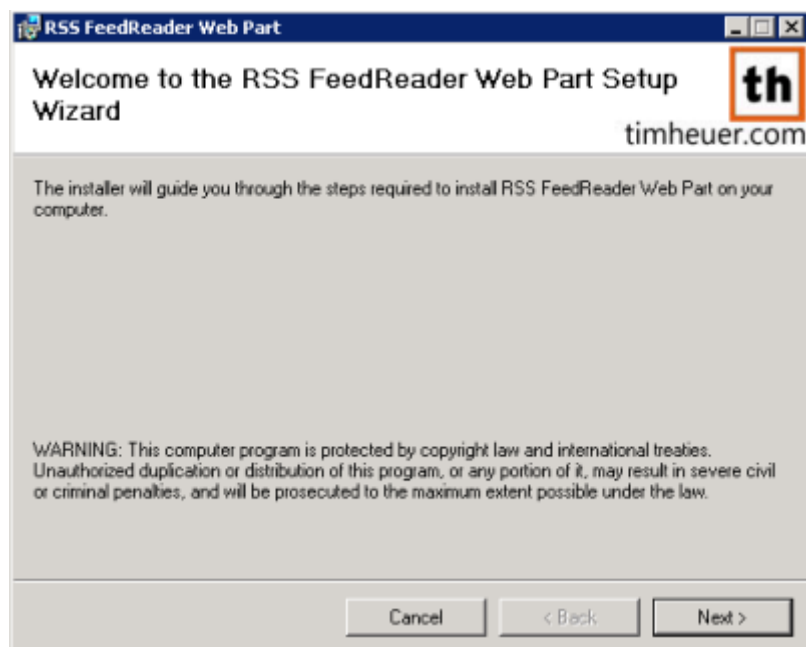 RSS FeedReader Web Part
Welcome to the RSS FeedReader Web Part Setup
Wizard
th
timheuer.com
The installer will guide you through the steps required to install RSS FeedReader Web Part on your
computer.
WARNING: This computer program is protected by copyright law and international treaties.
Unauthorized duplication or distribution of this program, or any portion of it, may result in severe civil
or criminal penalties, and will be prosecuted to the maximum extent possible under the law.
Cancel < Back Next >